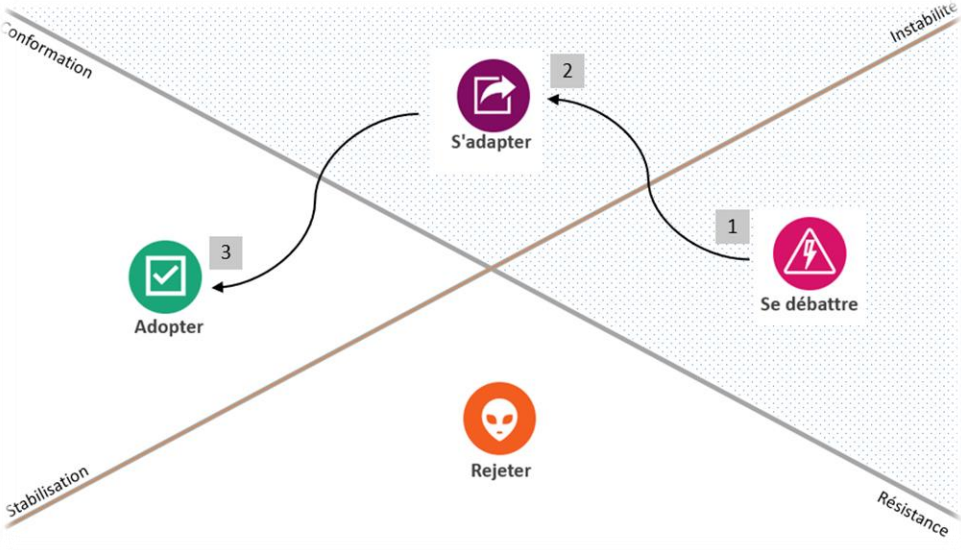 Conformation
Instabilité
2
S'adapter
1
3
Se débattre
Adopter
Rejeter
Stabilisation
Résistance